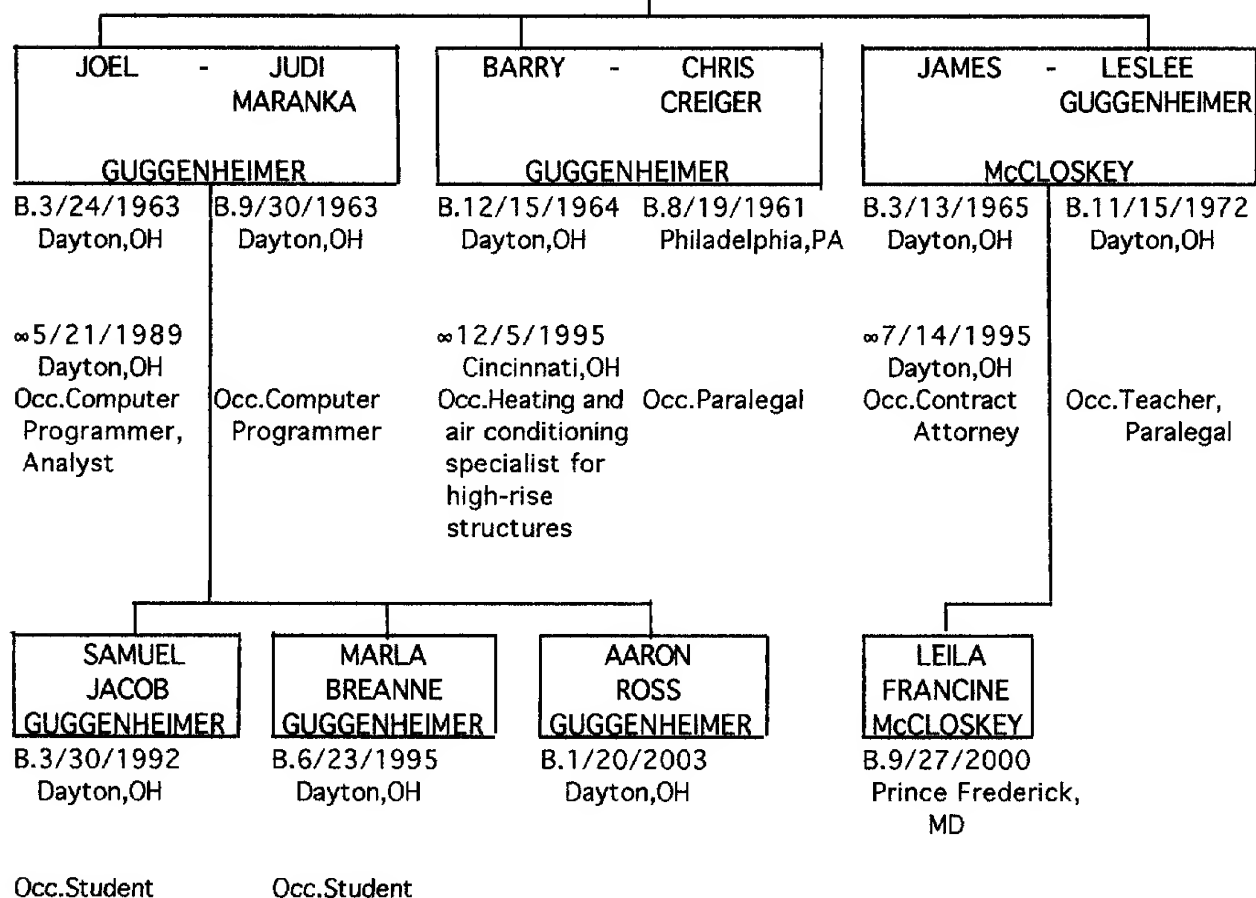 JOEL - JUDI
MARANKA
GUGGENHEIMER
B.3/24/1963 B.9/30/1963
Dayton,OH Dayton,OH
∞5/21/1989
Dayton,OH
Occ.Computer Occ.Computer
Programmer, Programmer
Analyst
BARRY - CHRIS
CREIGER
GUGGENHEIMER
B.12/15/1964 B.8/19/1961
Dayton,OH Philadelphia,PA
∞12/5/1995
Cincinnati,OH
Occ.Heating and Occ.Paralegal
air conditioning
specialist for
high-rise
structures
JAMES - LESLEE
GUGGENHEIMER
McCLOSKEY
B.3/13/1965 B.11/15/1972
Dayton,OH Dayton,OH
∞7/14/1995
Dayton,OH
Occ.Contract Occ.Teacher,
Attorney Paralegal
SAMUEL
JACOB
GUGGENHEIMER
B.3/30/1992
Dayton,OH
Occ.Student
MARLA
BREANNE
GUGGENHEIMER
B.6/23/1995
Dayton,OH
Occ.Student
AARON
ROSS
GUGGENHEIMER
B.1/20/2003
Dayton,OH
LEILA
FRANCINE
McCLOSKEY
B.9/27/2000
Prince Frederick,
MD